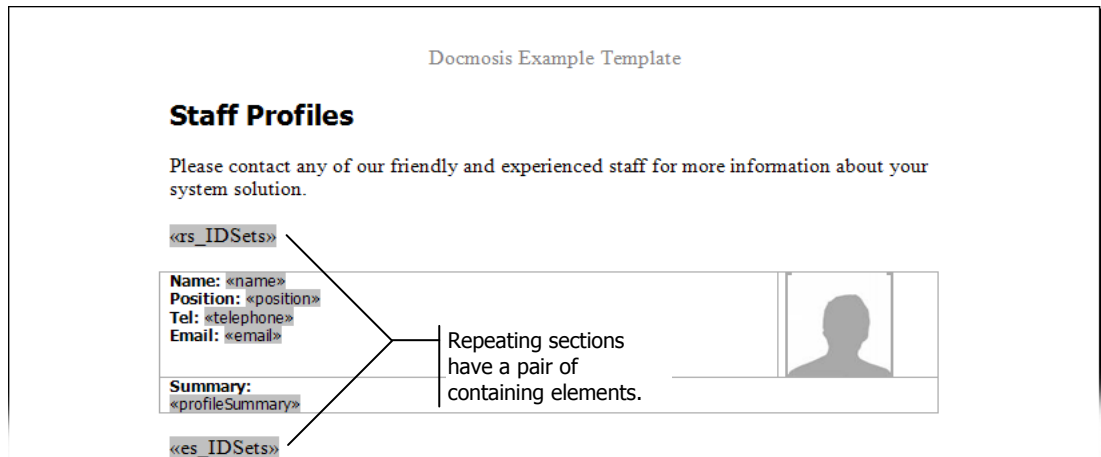 Docmosis Example Template
Staff Profiles
Please contact any of our friendly and experienced staff for more information about your
system solution.
«rs_IDSets»
Name: «name»
Position: «position»
Tel: «telephone»
Email: «email»
Repeating sections
have a pair of
containing elements.
Summary:
«profileSummary»
«es_IDSets»